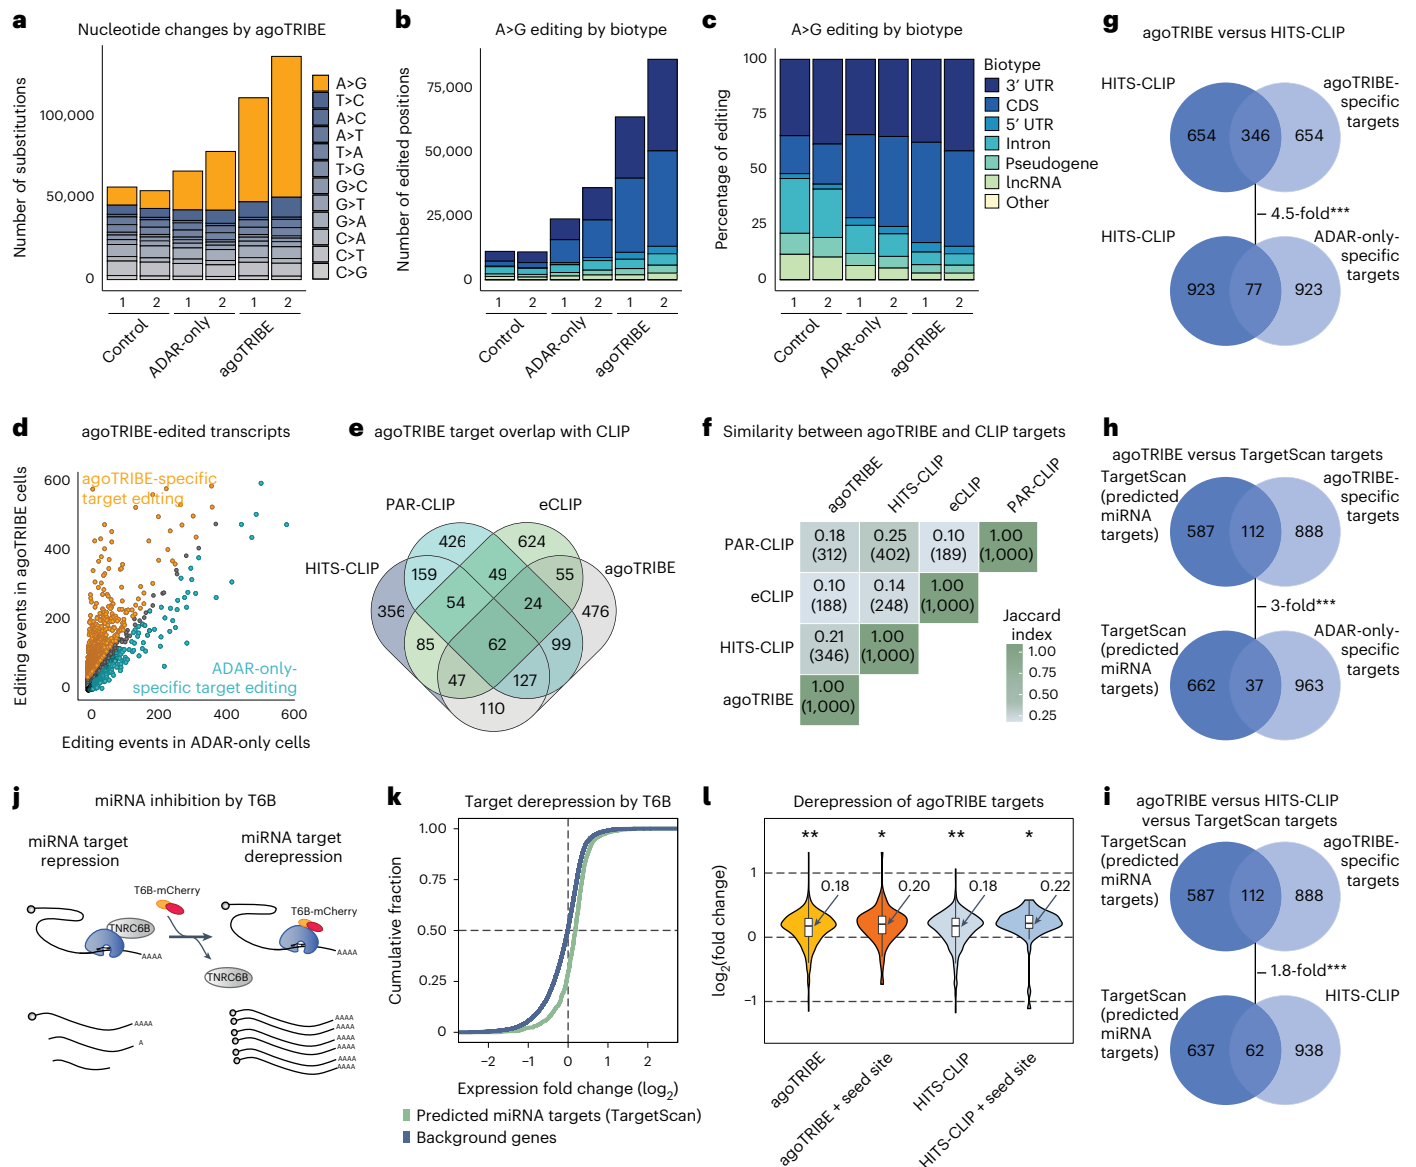 a
Nucleotide changes by agoTRIBE
Number of substitutions
100,000
50,000
0
1 2 1 2 1 2
Control
ADAR-only
agoTRIBE
A>G
T>C
A>C
A>T
T>A
T>G
G>C
G>T
G>A
C>A
C>T
C>G
b
A>G editing by biotype
Number of edited positions
75,000
50,000
25,000
0
1 2 1 2 1 2
Control
ADAR-only
agoTRIBE
c
A>G editing by biotype
Percentage of editing
100
75
50
25
0
1 2 1 2 1 2
Control
ADAR-only
agoTRIBE
Biotype
3′ UTR
CDS
5′ UTR
Intron
Pseudogene
lncRNA
Other
g
agoTRIBE versus HITS-CLIP
HITS-CLIP
agoTRIBE-
specific
targets
654 346 654
4.5-fold***
HITS-CLIP
ADAR-only-
specific
targets
923 77 923
d
agoTRIBE-edited transcripts
Editing events in agoTRIBE cells
600
400
200
0
agoTRIBE-specific
target editing
ADAR-only-
specific target editing
0 200 400 600
Editing events in ADAR-only cells
e
agoTRIBE target overlap with CLIP
PAR-CLIP
eCLIP
HITS-CLIP
agoTRIBE
426 624
159 49 55
356 54 24 476
85 62 99
47 127
110
f
Similarity between agoTRIBE and CLIP targets
agoTRIBE
HITS-CLIP
eCLIP
PAR-CLIP
PAR-CLIP
0.18 0.25 0.10 1.00
(312) (402) (189) (1,000)
eCLIP
0.10 0.14 1.00
(188) (248) (1,000)
HITS-CLIP
0.21 1.00
(346) (1,000)
agoTRIBE
1.00
(1,000)
Jaccard
index
1.00
0.75
0.50
0.25
h
agoTRIBE versus TargetScan targets
TargetScan
(predicted
miRNA
targets)
agoTRIBE-
specific
targets
587 112 888
3-fold***
TargetScan
(predicted
miRNA
targets)
ADAR-only-
specific
targets
662 37 963
j
miRNA inhibition by T6B
miRNA target
repression
miRNA target
derepression
T6B-mCherry
T6B-mCherry
TNRC6B
AAAA
AAAA
TNRC6B
AAAA
A
AAAA
AAAA
AAAA
AAAA
AAAA
AAAA
k
Target derepression by T6B
Cumulative fraction
1.00
0.75
0.50
0.25
0
−2 −1 0 1 2
Expression fold change (log2)
Predicted miRNA targets (TargetScan)
Background genes
l
Derepression of agoTRIBE targets
log2(fold change)
1
0
−1
** * ** *
0.18 0.20 0.18 0.22
agoTRIBE
agoTRIBE + seed site
HITS-CLIP
HITS-CLIP + seed site
i
agoTRIBE versus HITS-CLIP
versus TargetScan targets
TargetScan
(predicted
miRNA
targets)
agoTRIBE-
specific
targets
587 112 888
1.8-fold***
TargetScan
(predicted
miRNA
targets)
HITS-CLIP
637 62 938